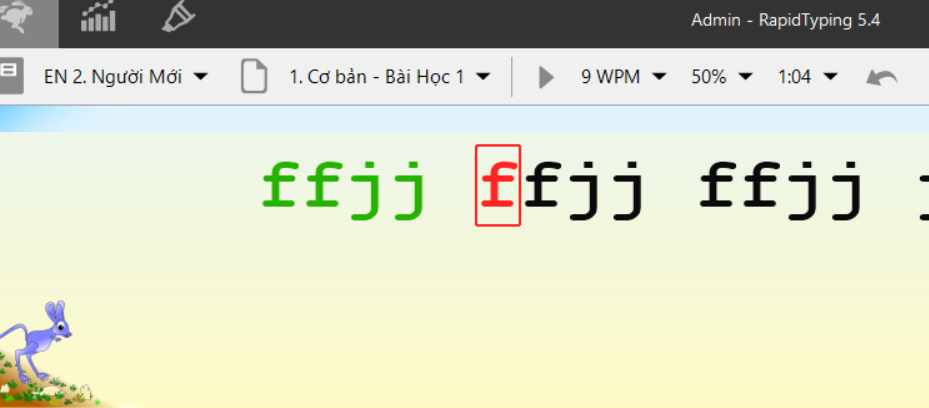 Admin - RapidTyping 5.4
EN 2. Người Mới 1. Cơ bản - Bài Học 1 9 WPM 50% 1:04
ffjj ffjj ffjj